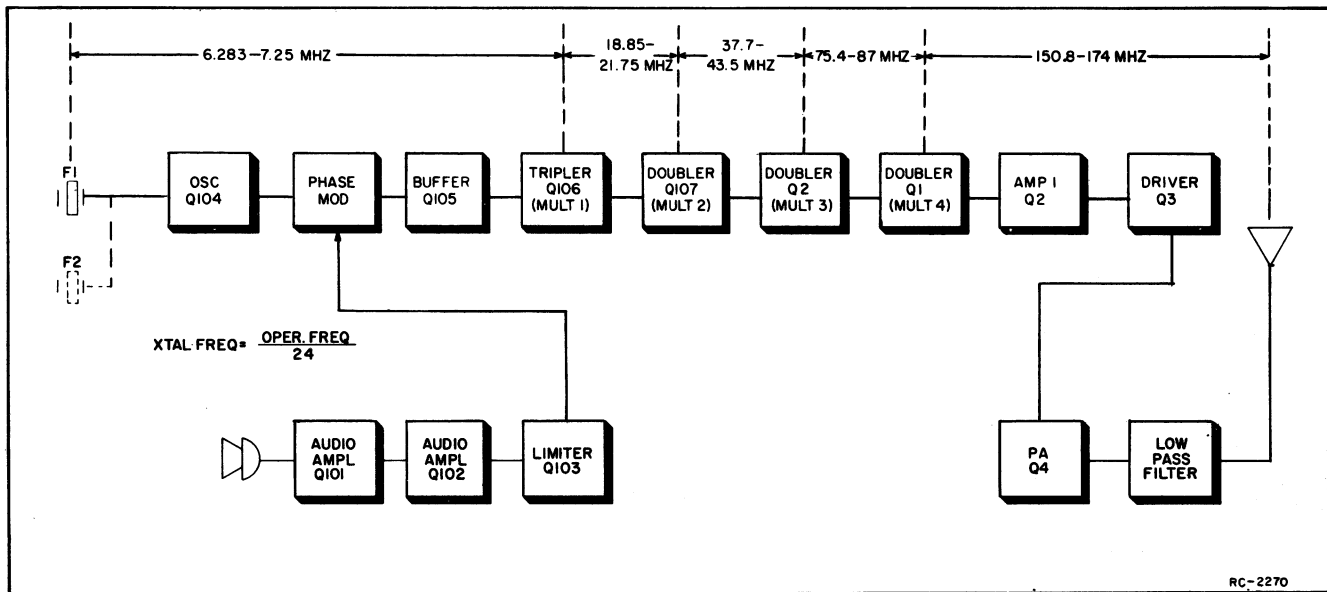 6.283-7.25 MHZ
18.85-
21.75 MHZ
37.7-
43.5 MHZ
75.4-87 MHZ
150.8-174 MHZ
F1
OSC
Q104
PHASE
MOD
BUFFER
Q105
TRIPLER
Q106
(MULT 1)
DOUBLER
Q107
(MULT 2)
DOUBLER
Q2
(MULT 3)
DOUBLER
Q1
(MULT 4)
AMP 1
Q2
DRIVER
Q3
F2
XTAL FREQ= OPER. FREQ
24
AUDIO
AMPL
Q101
AUDIO
AMPL
Q102
LIMITER
Q103
PA
Q4
LOW
PASS
FILTER
RC-2270